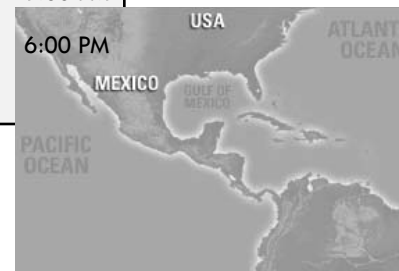 USA
ATLANT
OCEAN
6:00 PM
MEXICO
GULF OF
MEXICO
PACIFIC
OCEAN